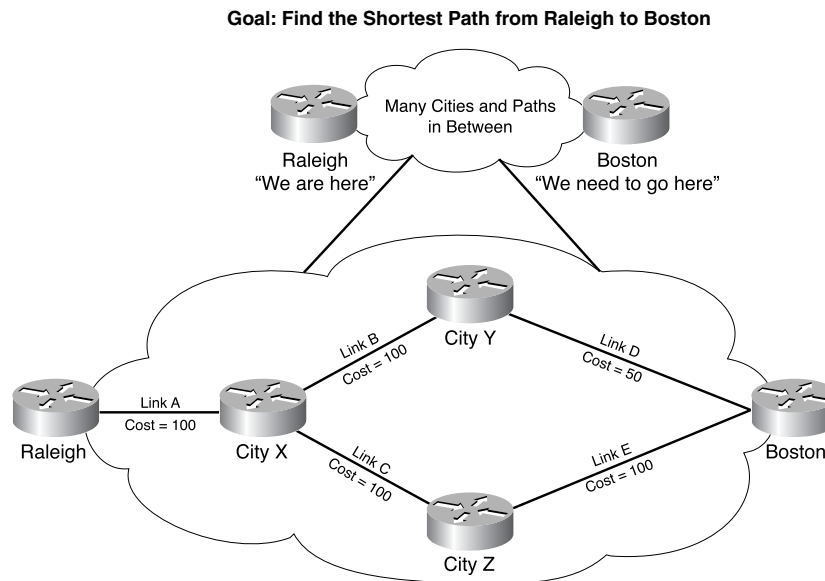 Goal: Find the Shortest Path from Raleigh to Boston
Many Cities and Paths
in Between
Raleigh
"We are here"
Boston
"We need to go here"
City Y
Link B
Cost = 100
Link D
Cost = 50
Link A
Cost = 100
Raleigh
City X
Boston
Link C
Cost = 100
Link E
Cost = 100
City Z